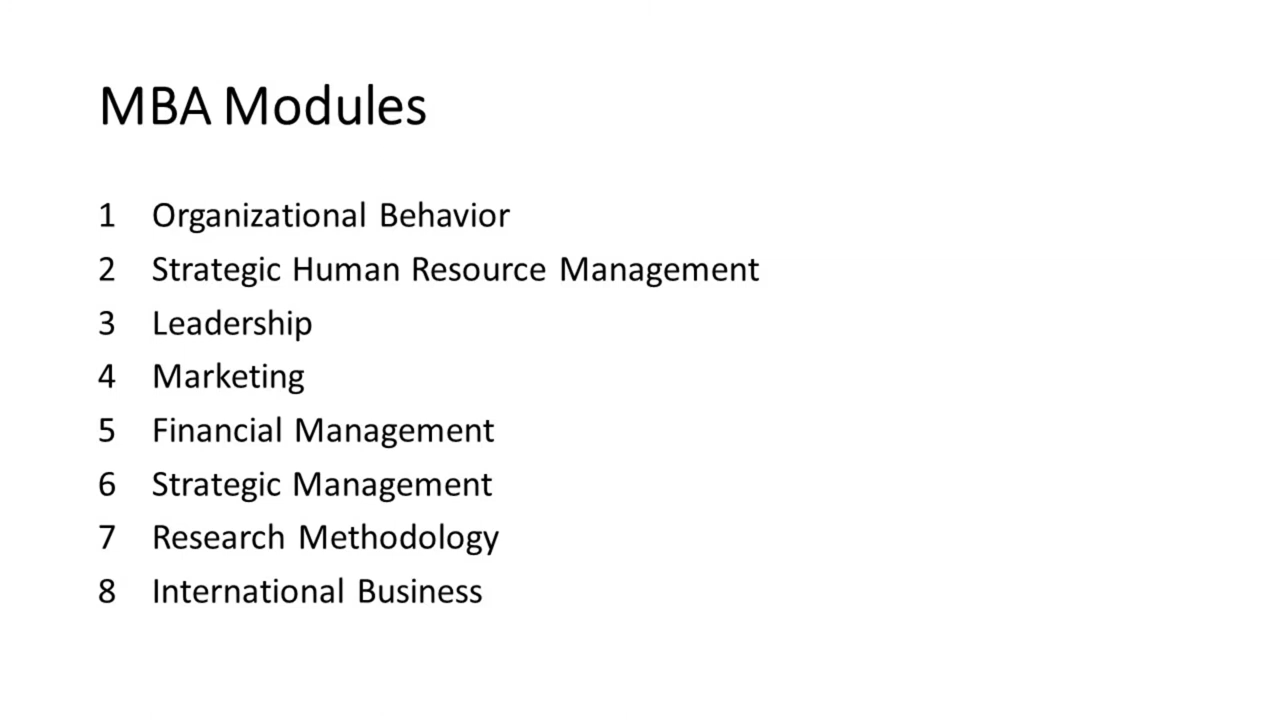 MBA Modules
1 Organizational Behavior
2 Strategic Human Resource Management
3 Leadership
4 Marketing
5 Financial Management
6 Strategic Management
7 Research Methodology
8 International Business